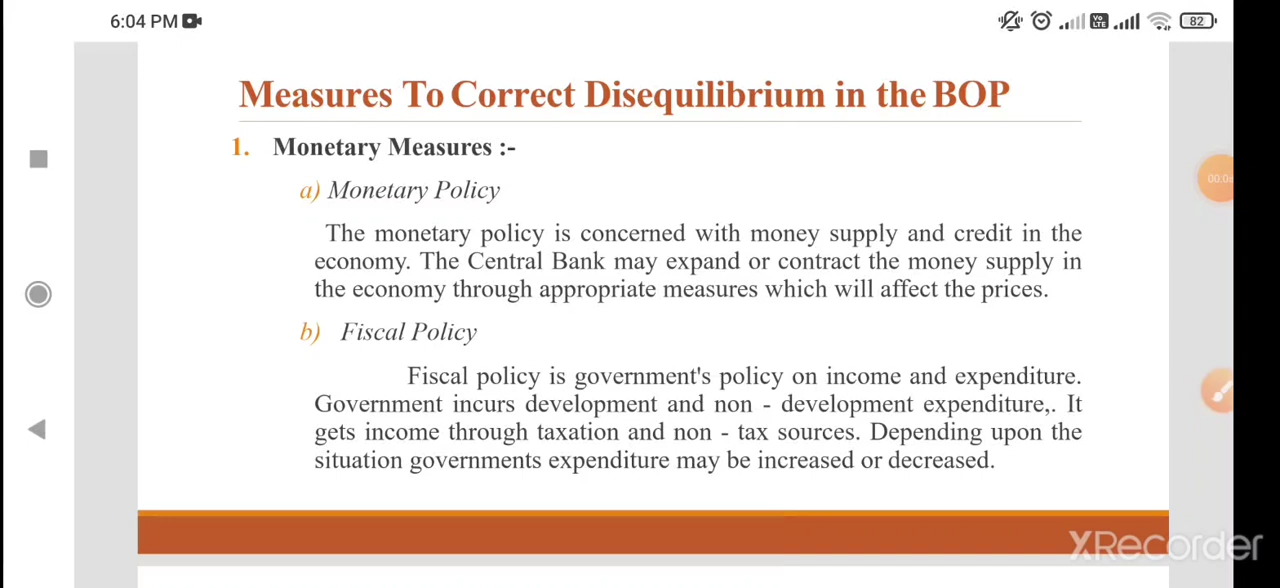 6:04 PM
Vo LTE
82
Measures To Correct Disequilibrium in the BOP
1. Monetary Measures :-
a) Monetary Policy
The monetary policy is concerned with money supply and credit in the
economy. The Central Bank may expand or contract the money supply in
the economy through appropriate measures which will affect the prices.
b) Fiscal Policy
Fiscal policy is government's policy on income and expenditure.
Government incurs development and non - development expenditure,. It
gets income through taxation and non - tax sources. Depending upon the
situation governments expenditure may be increased or decreased.
XRecorder